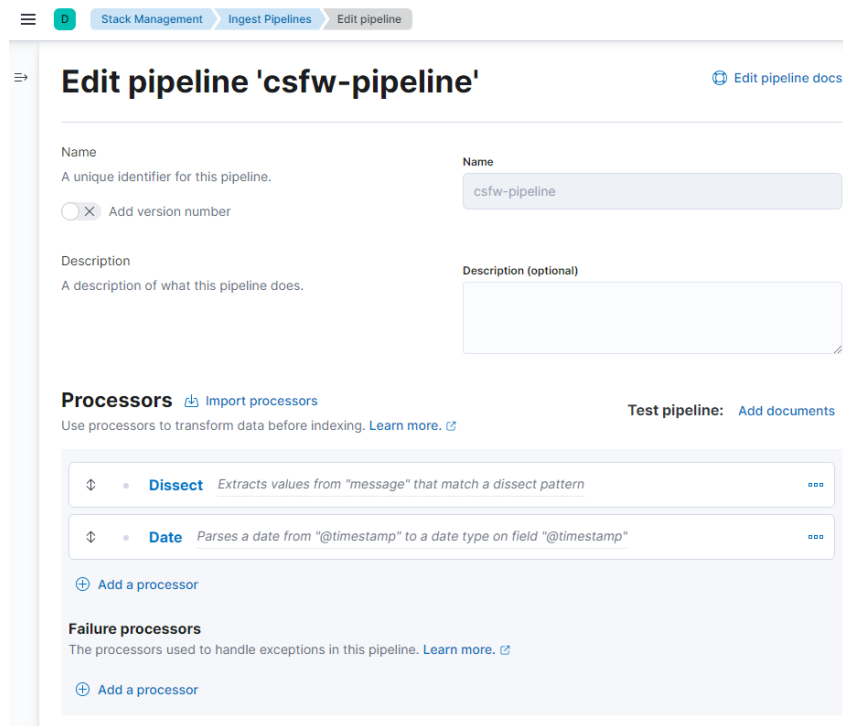 D Stack Management Ingest Pipelines Edit pipeline
Edit pipeline 'csfw-pipeline'
Edit pipeline docs
Name
A unique identifier for this pipeline.
Add version number
Name
csfw-pipeline
Description
A description of what this pipeline does.
Description (optional)
Processors Import processors
Use processors to transform data before indexing. Learn more.
Test pipeline: Add documents
Dissect Extracts values from "message" that match a dissect pattern
Date Parses a date from "@timestamp" to a date type on field "@timestamp"
Add a processor
Failure processors
The processors used to handle exceptions in this pipeline. Learn more.
Add a processor